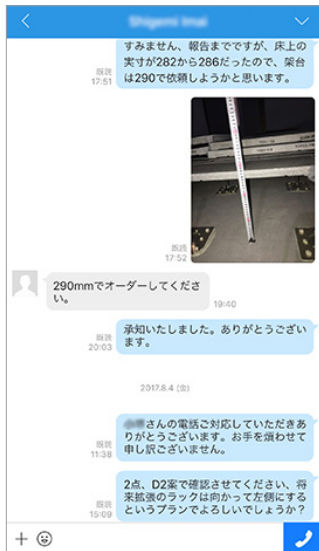 Shigemi Imai
すみません、報告までですが、床上の
実寸が282から286だったので、架台
は290で依頼しようかと思います。
既読
17:51
既読
17:52
290mmでオーダーしてくださ
い。
19:40
承知いたしました。ありがとうござい
ます。
既読
20:03
2017.8.4 (金)
さんの電話ご対応していただきあ
りがとうございます。お手を煩わせて
申し訳ございません。
既読
11:38
2点、D2案で確認させてください、将
来拡張のラックは向かって左側にする
というプランでよろしいでしょうか？
既読
15:09